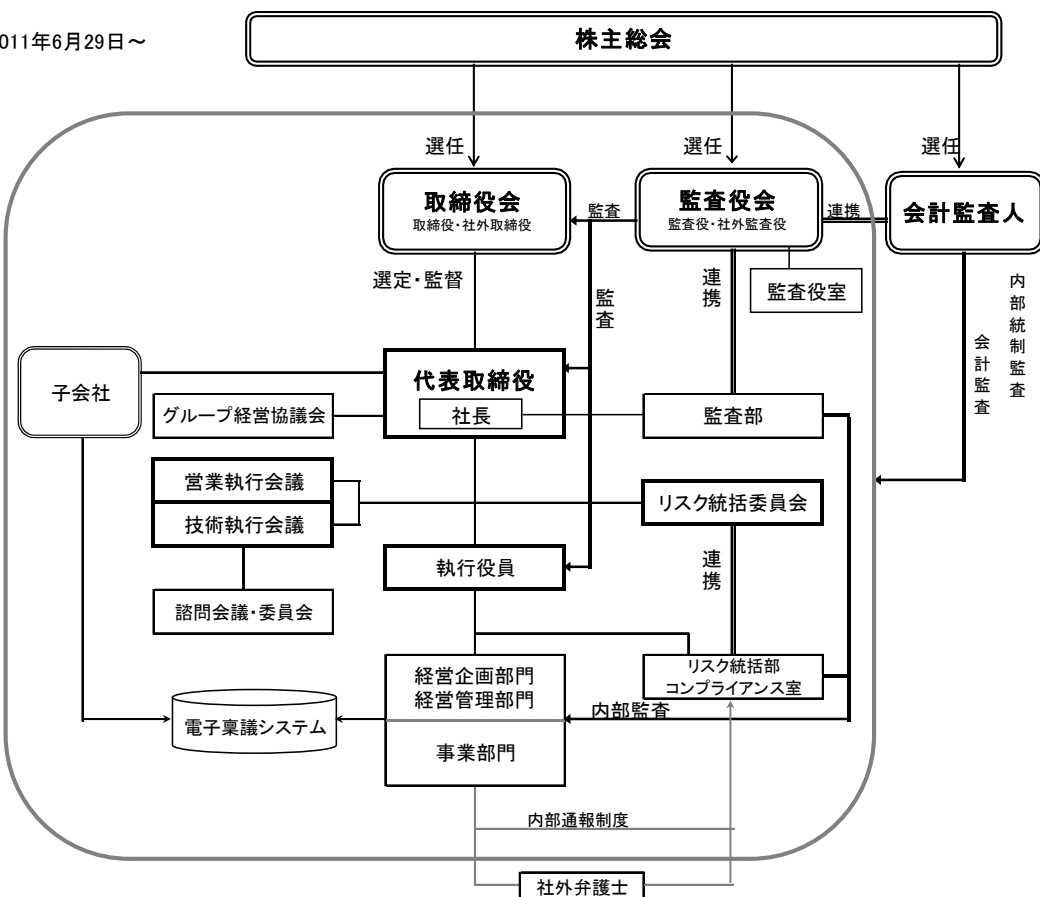 011年6月29日～
株主総会
選任
選任
選任
取締役会
取締役・社外取締役
監査
監査役会
監査役・社外監査役
連携
会計監査人
選定・監督
監査
連携
監査役室
内部統制監査
会計監査
子会社
代表取締役
社長
グループ経営協議会
監査部
営業執行会議
技術執行会議
リスク統括委員会
執行役員
連携
諮問会議・委員会
経営企画部門
経営管理部門
リスク統括部
コンプライアンス室
内部監査
電子稟議システム
事業部門
内部通報制度
社外弁護士